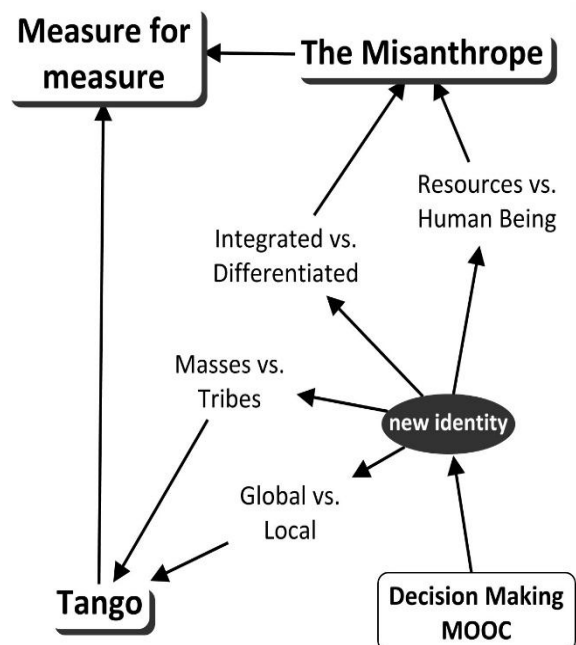 Measure for
measure
The Misanthrope
Resources vs.
Human Being
Integrated vs.
Differentiated
Masses vs.
Tribes
new identity
Global vs.
Local
Tango
Decision Making
MOOC